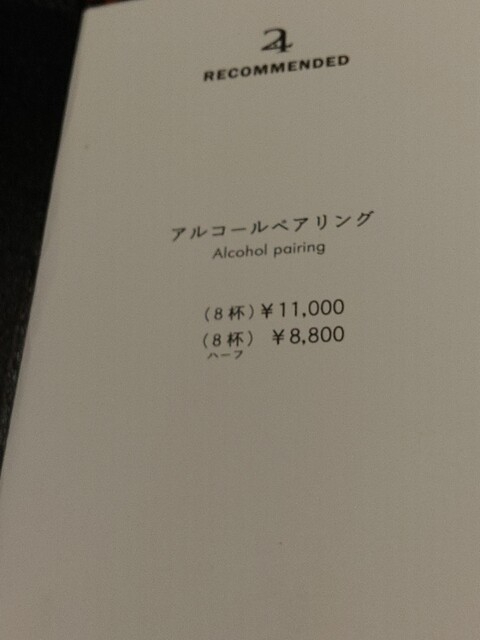 RECOMMENDED
アルコールペアリング
Alcohol pairing
(8杯)¥11,000
(8杯) ¥8,800
ハーフ